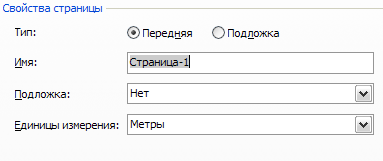 Свойства страницы
Тип: Передняя Подложка
Имя: Страница-1
Подложка: Нет
Единицы измерения: Метры